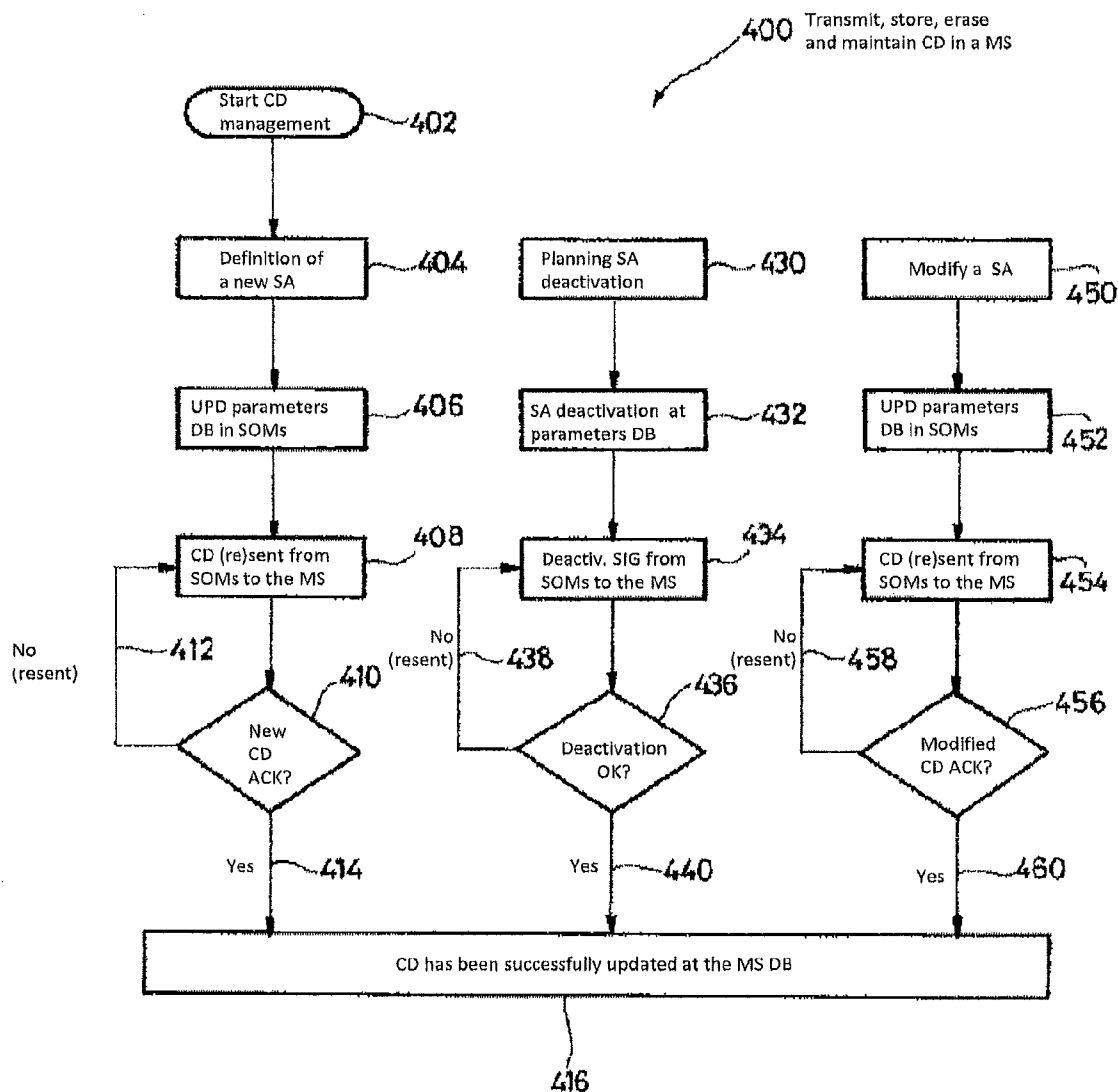 400 Transmit, store, erase
and maintain CD in a MS
Start CD
management
402
Definition of
a new SA
404
Planning SA
deactivation
430
Modify a SA
450
UPD parameters
DB in SOMs
406
SA deactivation at
parameters DB
432
UPD parameters
DB in SOMs
452
CD (re)sent from
SOMs to the MS
408
Deactiv. SIG from
SOMs to the MS
434
CD (re)sent from
SOMs to the MS
454
No
(resent)
412
No
(resent)
438
No
(resent)
458
New
CD
ACK?
410
Deactivation
OK?
436
Modified
CD ACK?
456
Yes
414
Yes
440
Yes
460
CD has been successfully updated at the MS DB
416